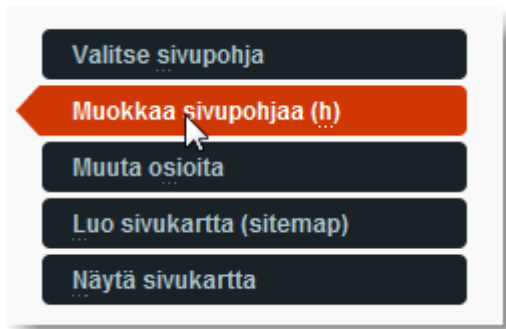 Valitse sivupohja
Muokkaa sivupohjaa (h)
Muuta osioita
Luo sivukartta (sitemap)
Näytä sivukartta